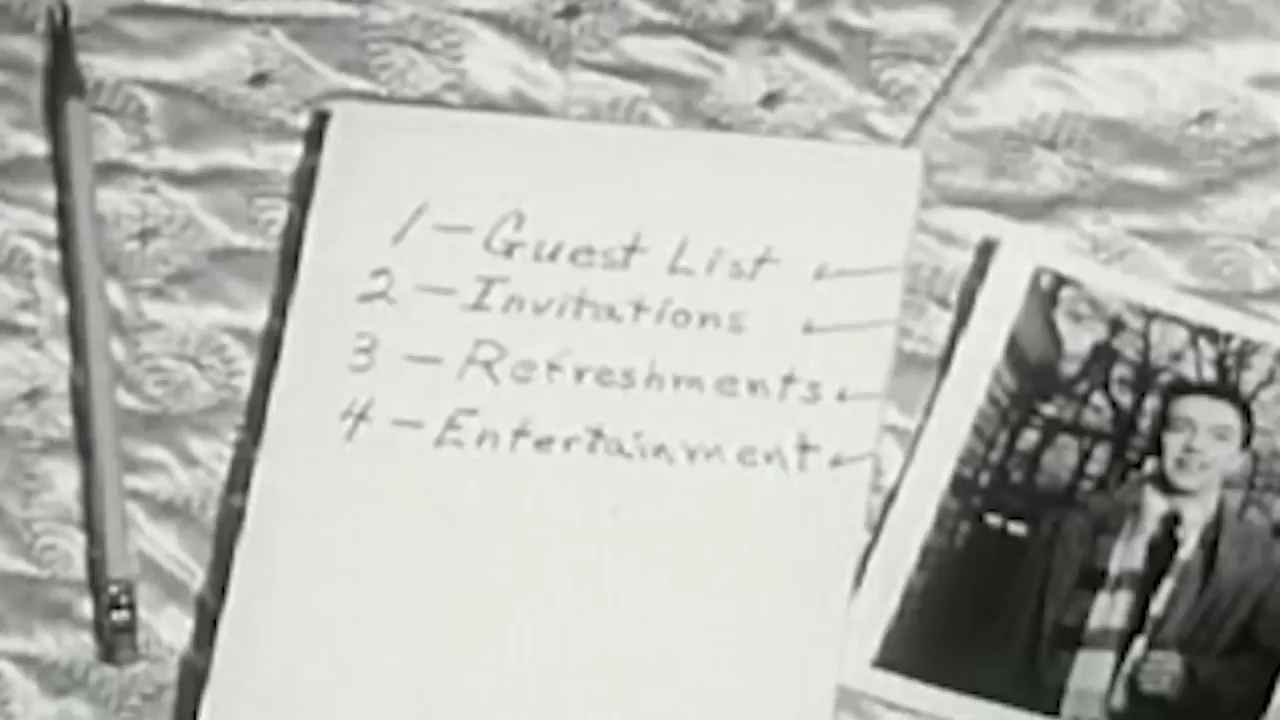 1 - Guest List
2 - Invitations
3 - Refreshments
4 - Entertainment